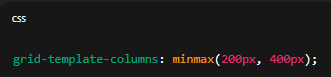 css
grid-template-columns: minmax(200px, 400px);